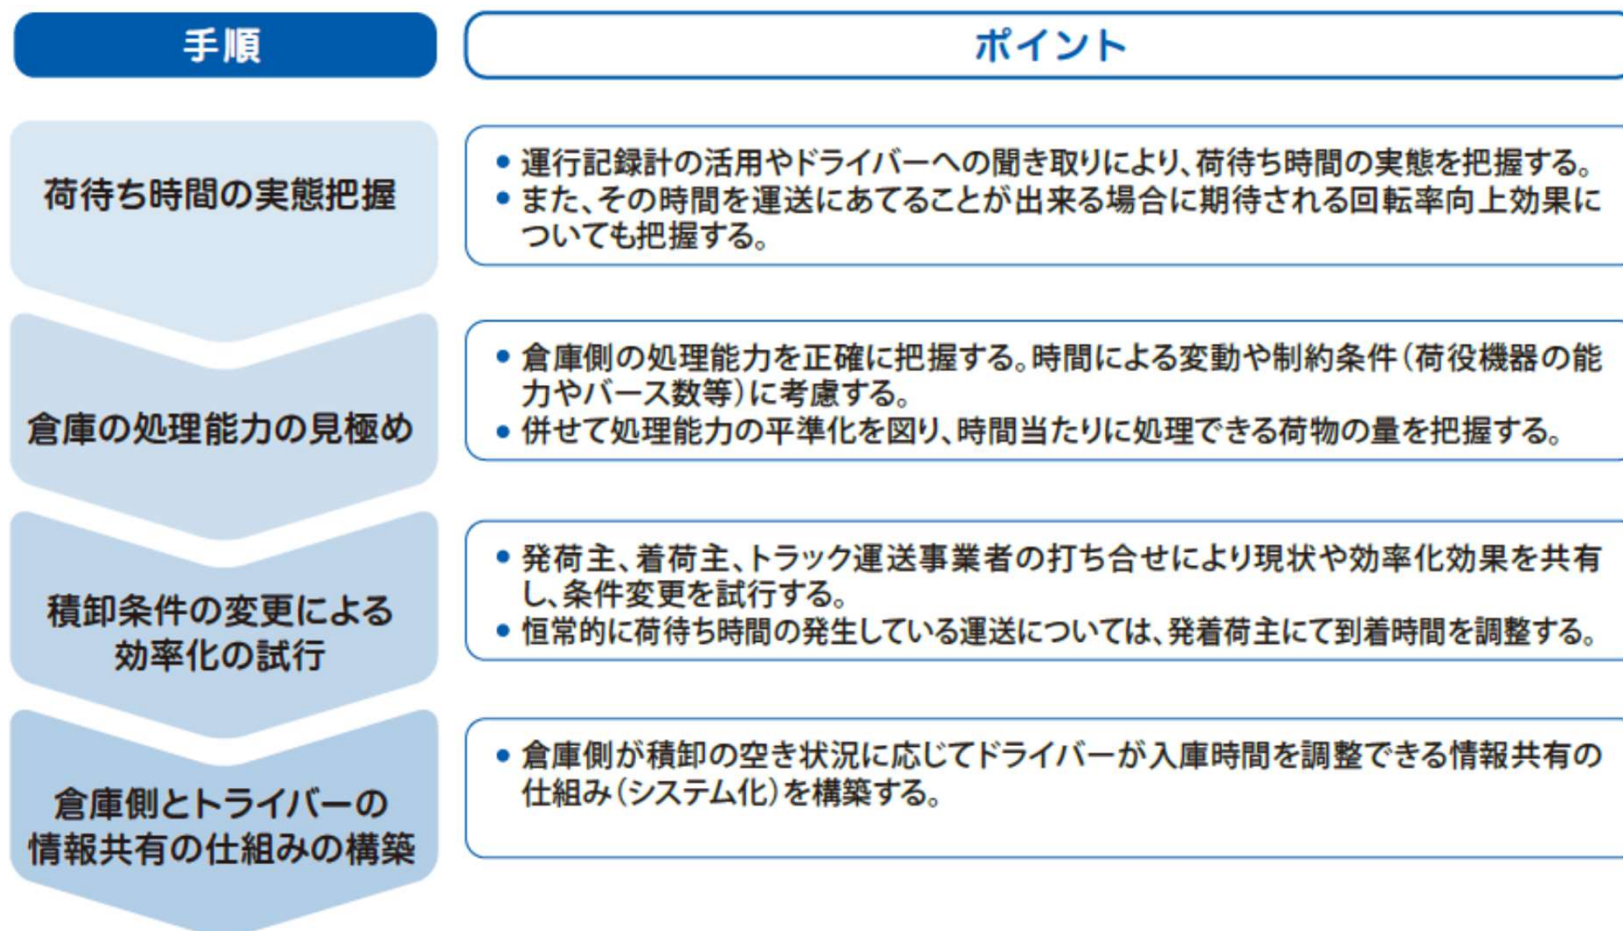 手順
ポイント
荷待ち時間の実態把握
• 運行記録計の活用やドライバーへの聞き取りにより、荷待ち時間の実態を把握する。
• また、その時間を運送にあてることが出来る場合に期待される回転率向上効果に
ついても把握する。
倉庫の処理能力の見極め
• 倉庫側の処理能力を正確に把握する。時間による変動や制約条件（荷役機器の能
力やバース数等）に考慮する。
• 併せて処理能力の平準化を図り、時間当たりに処理できる荷物の量を把握する。
積卸条件の変更による
効率化の試行
• 発荷主、着荷主、トラック運送事業者の打ち合せにより現状や効率化効果を共有
し、条件変更を試行する。
• 恒常的に荷待ち時間の発生している運送については、発着荷主にて到着時間を調整する。
倉庫側とトライバーの
情報共有の仕組みの構築
• 倉庫側が積卸の空き状況に応じてドライバーが入庫時間を調整できる情報共有の
仕組み（システム化）を構築する。